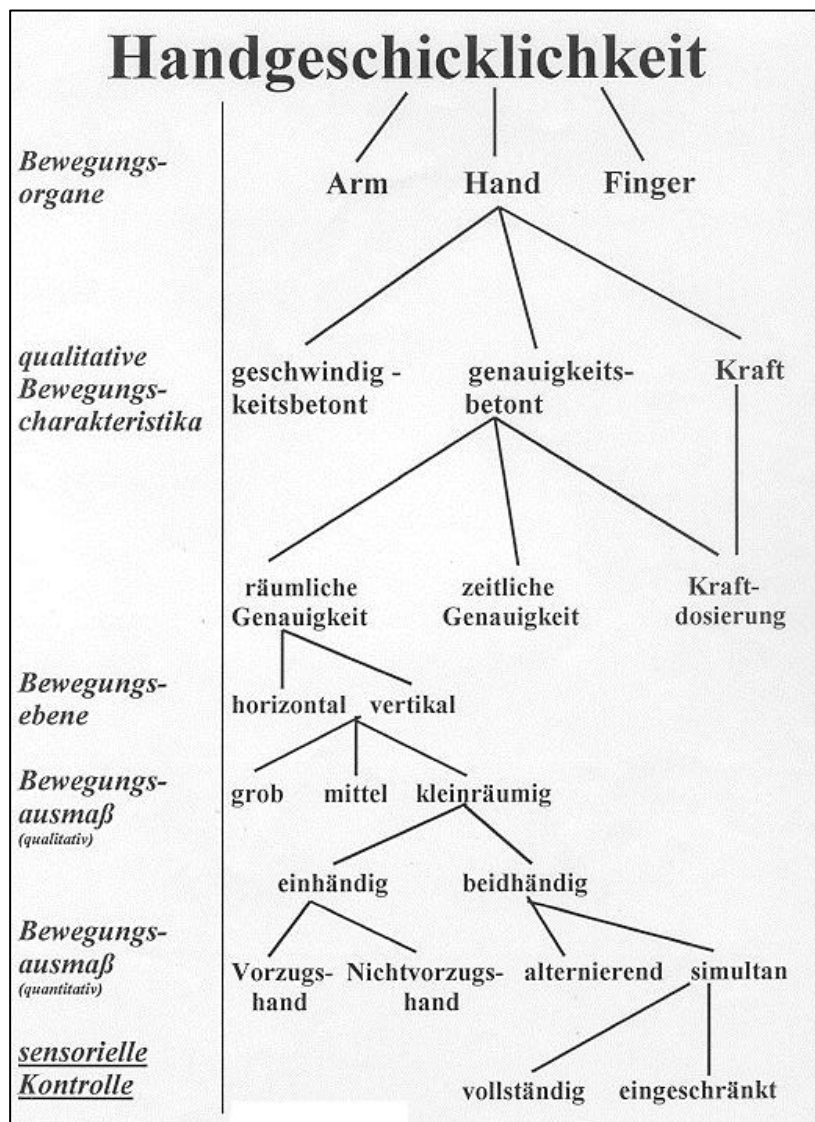 Handgeschicklichkeit
Bewegungs-
organe
Arm Hand Finger
qualitative
Bewegungs-
charakteristika
geschwindig -
keitsbetont
genauigkeits-
betont
Kraft
räumliche
Genauigkeit
zeitliche
Genauigkeit
Kraft-
dosierung
Bewegungs-
ebene
horizontal vertikal
Bewegungs-
ausmaß
(qualitativ)
grob mittel kleinräumig
einhändig beidhändig
Bewegungs-
ausmaß
(quantitativ)
Vorzugs-
hand
Nichtvorzugs-
hand
alternierend simultan
sensorielle
Kontrolle
vollständig eingeschränkt